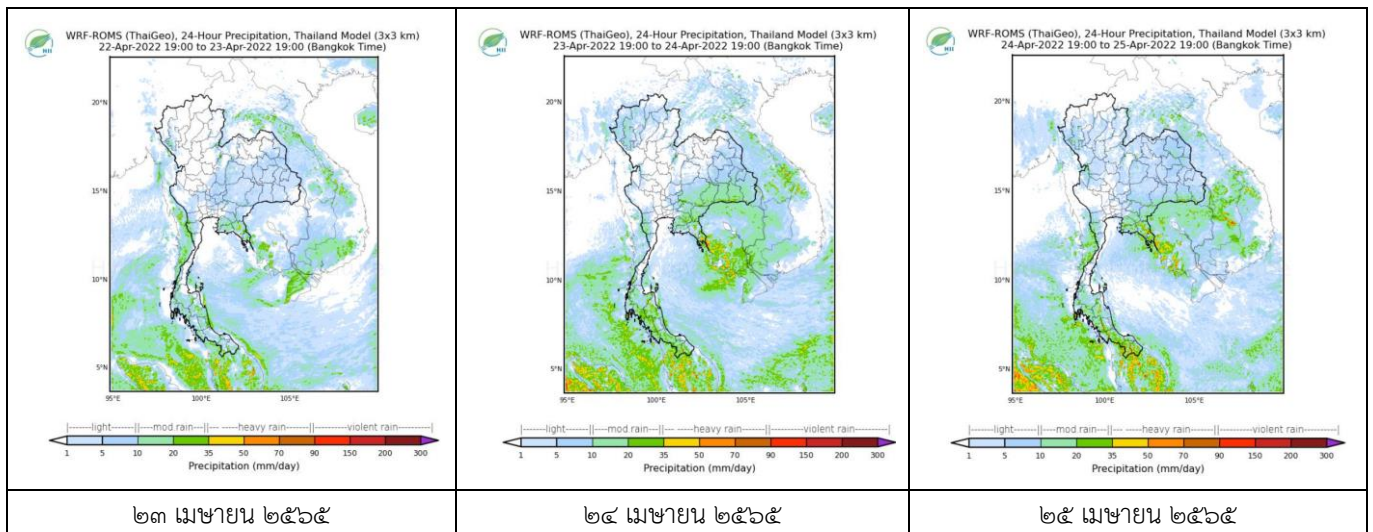 WRF-ROMS (ThaiGeo), 24-Hour Precipitation, Thailand Model (3x3 km)
22-Apr-2022 19:00 to 23-Apr-2022 19:00 (Bangkok Time)
HII
20°N
15°N
10°N
5°N
95°E 100°E 105°E
|-------light-------||---mod rain---||--- heavy rain------||--------violent rain---------|
1 5 10 20 35 50 70 90 150 200 300
Precipitation (mm/day)
๒๓ เมษายน ๒๕๖๕
WRF-ROMS (ThaiGeo), 24-Hour Precipitation, Thailand Model (3x3 km)
23-Apr-2022 19:00 to 24-Apr-2022 19:00 (Bangkok Time)
HII
20°N
15°N
10°N
5°N
95°E 100°E 105°E
|-------light-------||---mod rain---||--- heavy rain------||--------violent rain---------|
1 5 10 20 35 50 70 90 150 200 300
Precipitation (mm/day)
๒๔ เมษายน ๒๕๖๕
WRF-ROMS (ThaiGeo), 24-Hour Precipitation, Thailand Model (3x3 km)
24-Apr-2022 19:00 to 25-Apr-2022 19:00 (Bangkok Time)
HII
20°N
15°N
10°N
5°N
95°E 100°E 105°E
|-------light-------||---mod rain---||--- heavy rain------||--------violent rain---------|
1 5 10 20 35 50 70 90 150 200 300
Precipitation (mm/day)
๒๕ เมษายน ๒๕๖๕